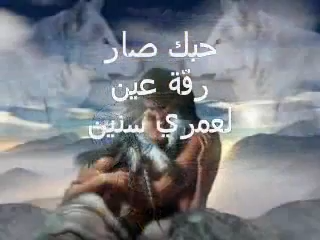 حبك صار
رقة عين
لعمري سنين